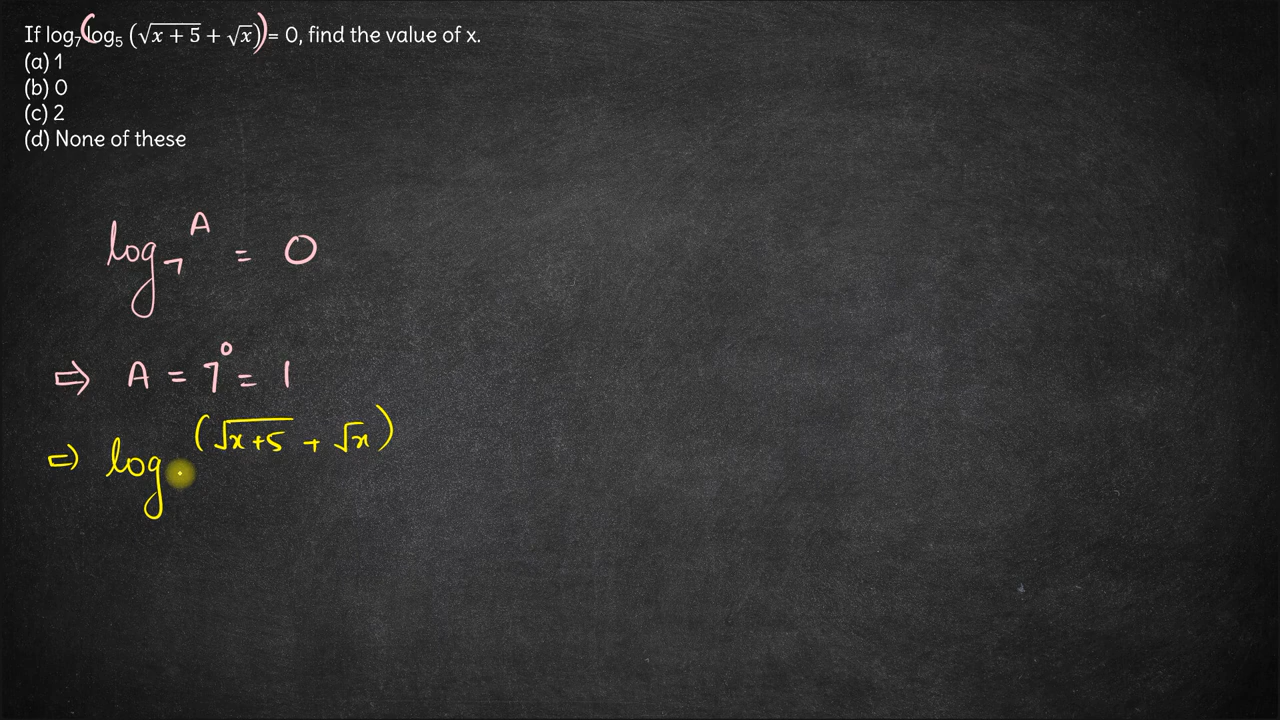 If log₇(log₅ (√x + 5 + √x)) = 0, find the value of x.
(a) 1
(b) 0
(c) 2
(d) None of these
log₇ A = 0
⇒ A = 7⁰ = 1
⇒ log (√x+5 + √x)